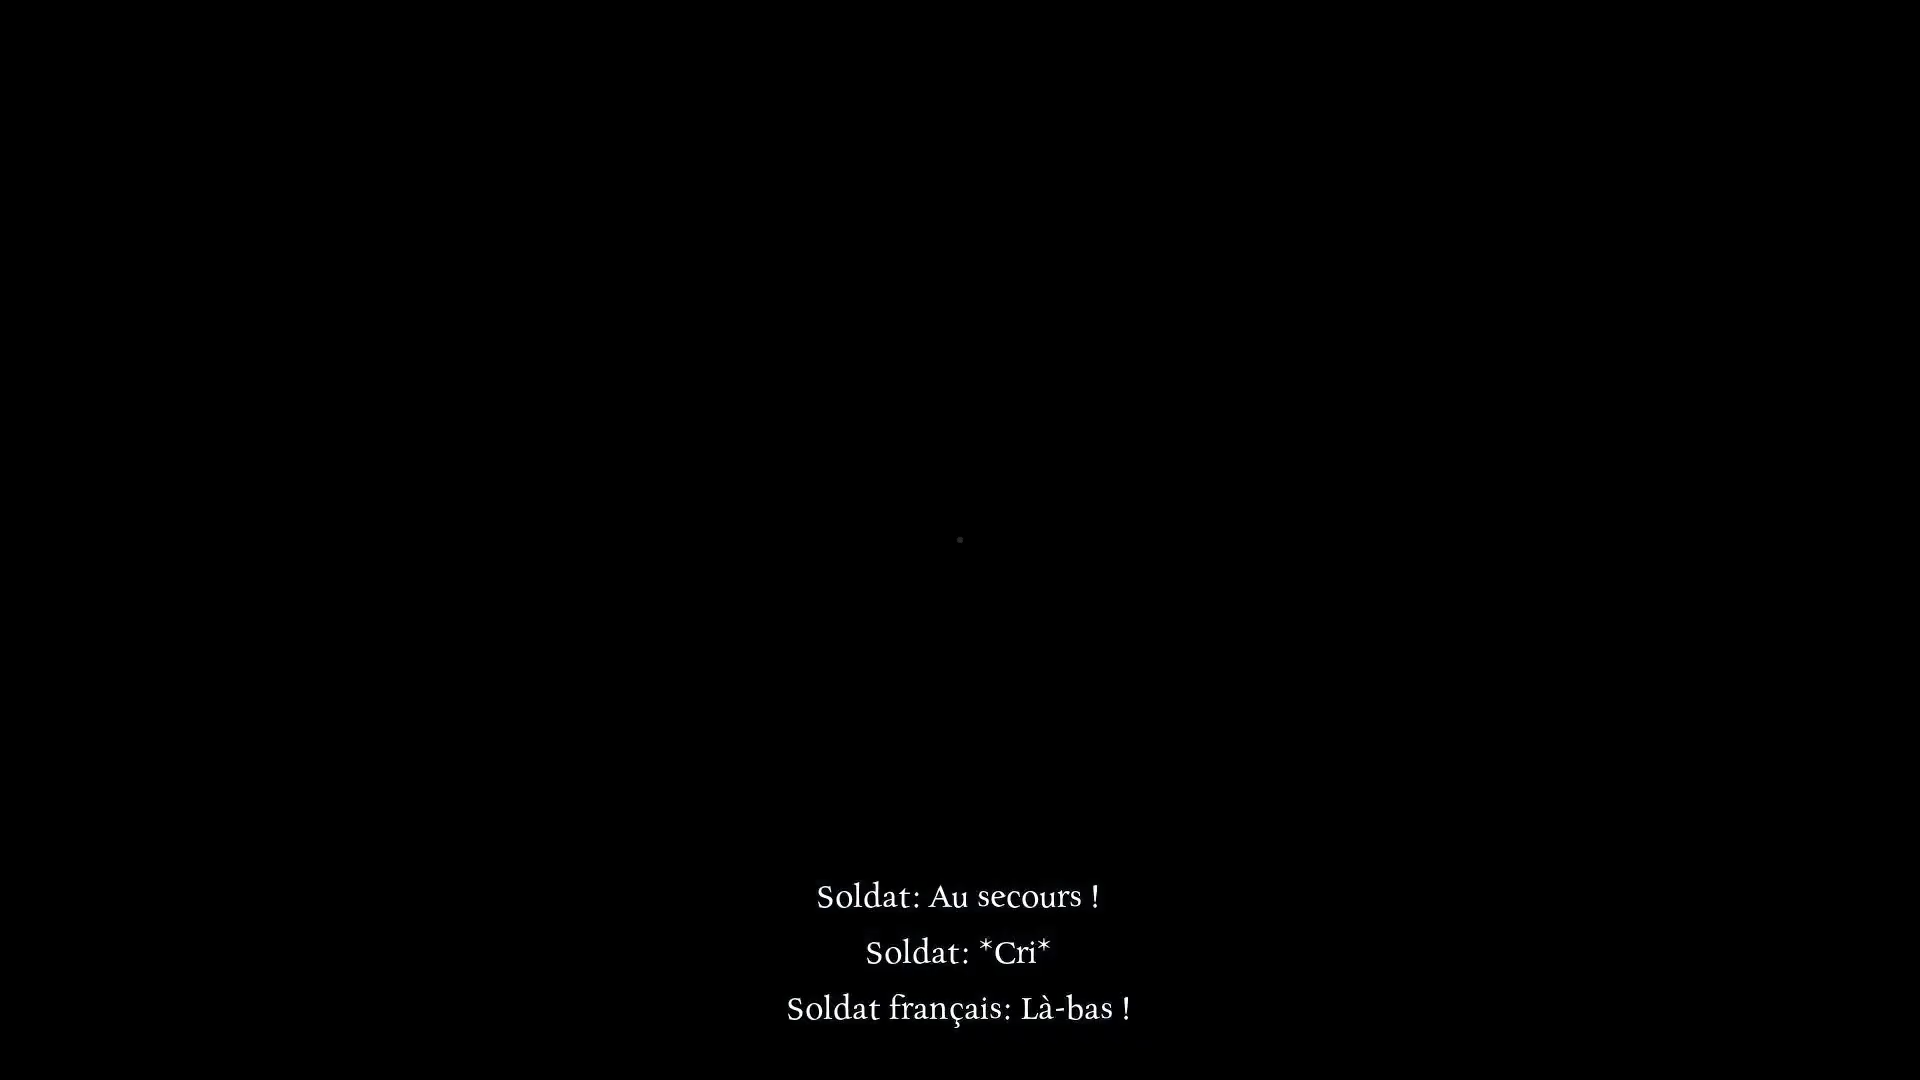 Soldat: Au secours !
Soldat: *Cri*
Soldat français: Là-bas !